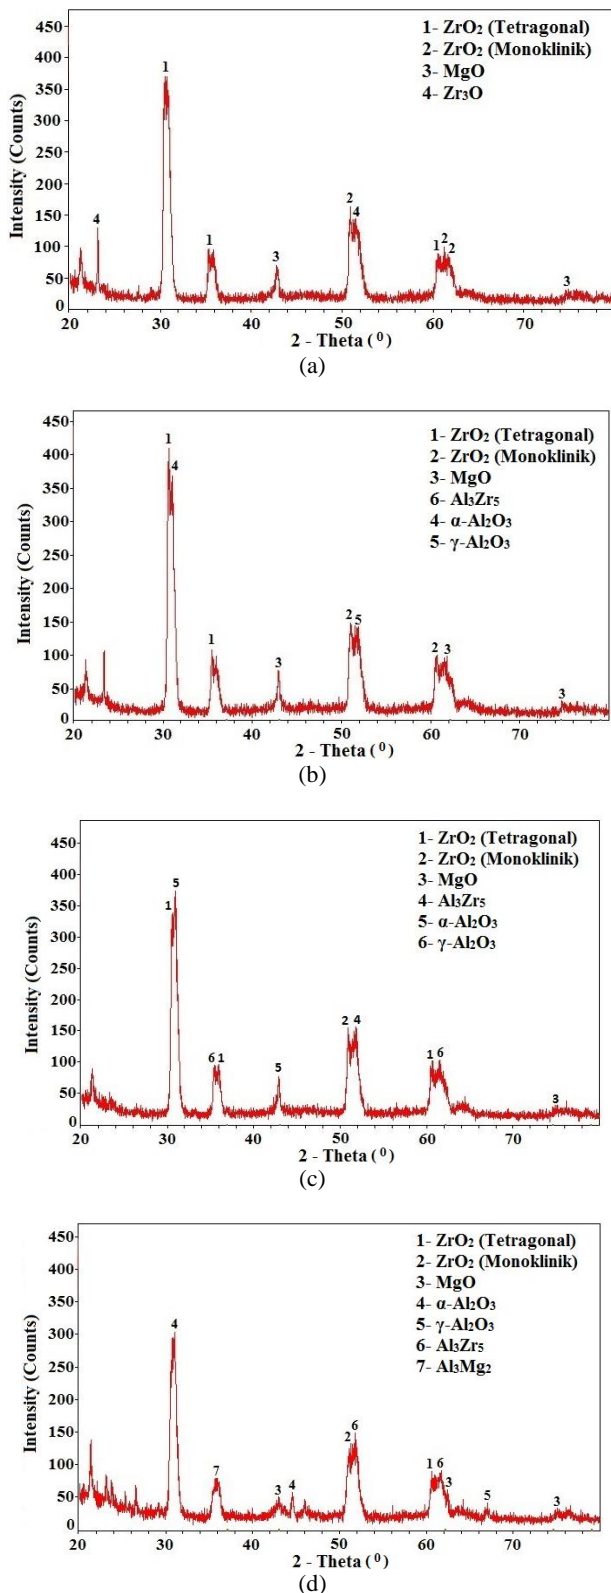 450
400
350
300
250
200
150
100
50
0
Intensity (Counts)
1- ZrO₂ (Tetragonal)
2- ZrO₂ (Monoklinik)
3- MgO
4- Zr₃O
4 1 1 3 2 4 1 2 2 3
20 30 40 50 60 70
2 - Theta (⁰)
(a)
450
400
350
300
250
200
150
100
50
0
Intensity (Counts)
1- ZrO₂ (Tetragonal)
2- ZrO₂ (Monoklinik)
3- MgO
6- Al₃Zr₅
4- α-Al₂O₃
5- γ-Al₂O₃
1 4 1 3 2 5 2 3 3
20 30 40 50 60 70
2 - Theta (⁰)
(b)
450
400
350
300
250
200
150
100
50
0
Intensity (Counts)
1- ZrO₂ (Tetragonal)
2- ZrO₂ (Monoklinik)
3- MgO
4- Al₃Zr₅
5- α-Al₂O₃
6- γ-Al₂O₃
1 5 6 1 5 2 4 1 6 3
20 30 40 50 60 70
2 - Theta (⁰)
(c)
450
400
350
300
250
200
150
100
50
0
Intensity (Counts)
1- ZrO₂ (Tetragonal)
2- ZrO₂ (Monoklinik)
3- MgO
4- α-Al₂O₃
5- γ-Al₂O₃
6- Al₃Zr₅
7- Al₃Mg₂
4 7 3 4 2 6 1 6 3 5 3
20 30 40 50 60 70
2 - Theta (⁰)
(d)